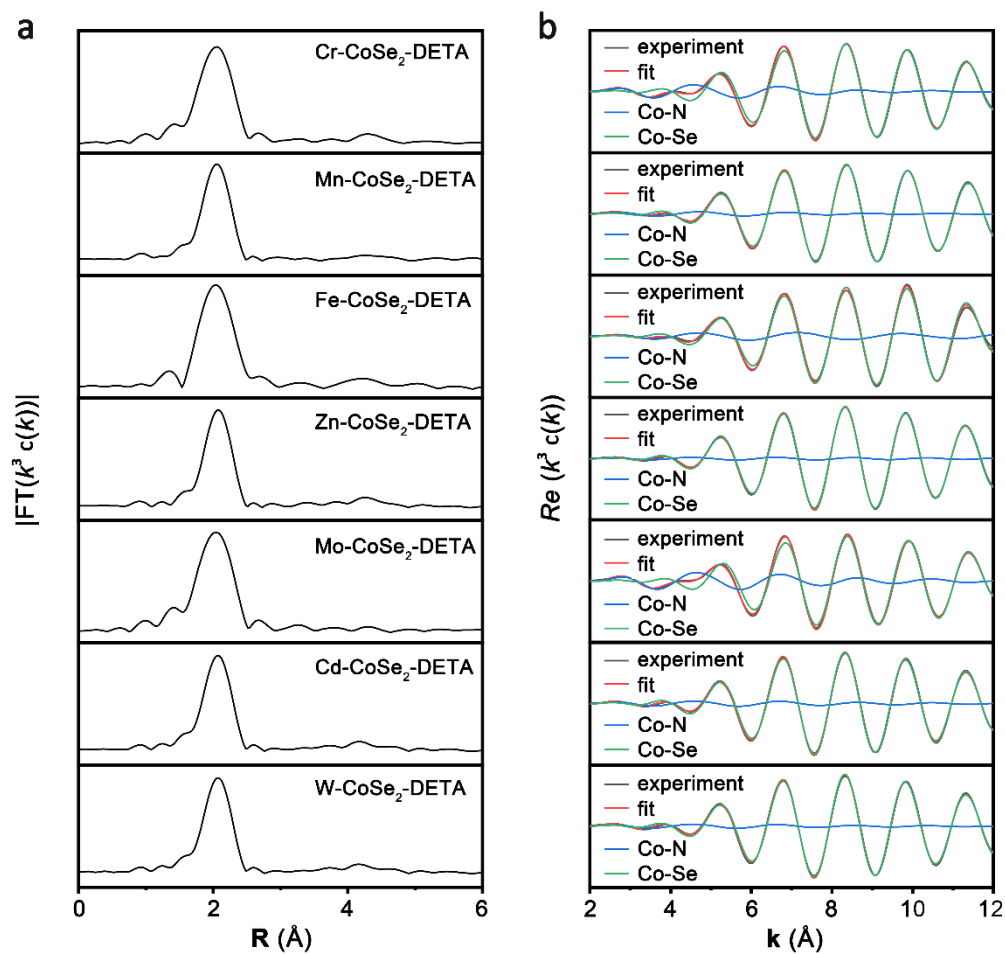 a
Cr-CoSe₂-DETA
Mn-CoSe₂-DETA
Fe-CoSe₂-DETA
Zn-CoSe₂-DETA
Mo-CoSe₂-DETA
Cd-CoSe₂-DETA
W-CoSe₂-DETA
|FT(k³ c(k))|
0
2
4
6
R (Å)
b
experiment
fit
Co-N
Co-Se
experiment
fit
Co-N
Co-Se
experiment
fit
Co-N
Co-Se
experiment
fit
Co-N
Co-Se
experiment
fit
Co-N
Co-Se
experiment
fit
Co-N
Co-Se
experiment
fit
Co-N
Co-Se
Re (k³ c(k))
2
4
6
8
10
12
k (Å)